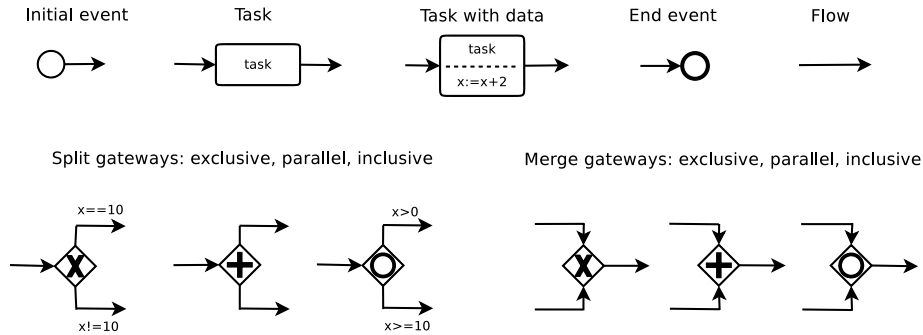 Initial event
Task
Task with data
End event
Flow
task
task
x:=x+2
Split gateways: exclusive, parallel, inclusive
Merge gateways: exclusive, parallel, inclusive
x==10
x>0
x!=10
x>=10